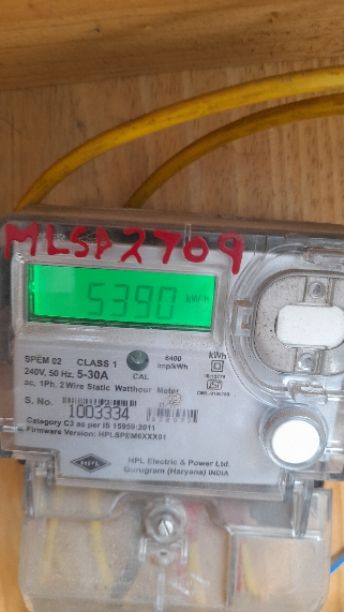 MLSP2709
5390 kWh
SPEM 02 CLASS 1
240V, 50 Hz, 5-30A
CAL
6400
imp/kWh
kWh
ac, 1Ph. 2 Wire Static Watthour Meter
S. No.
1003334
Category C3 as per IS 15959:2011
Firmware Version: HPLSPEM6XXX01
HPL
HPL Electric & Power Ltd.
Gurugram (Haryana) INDIA